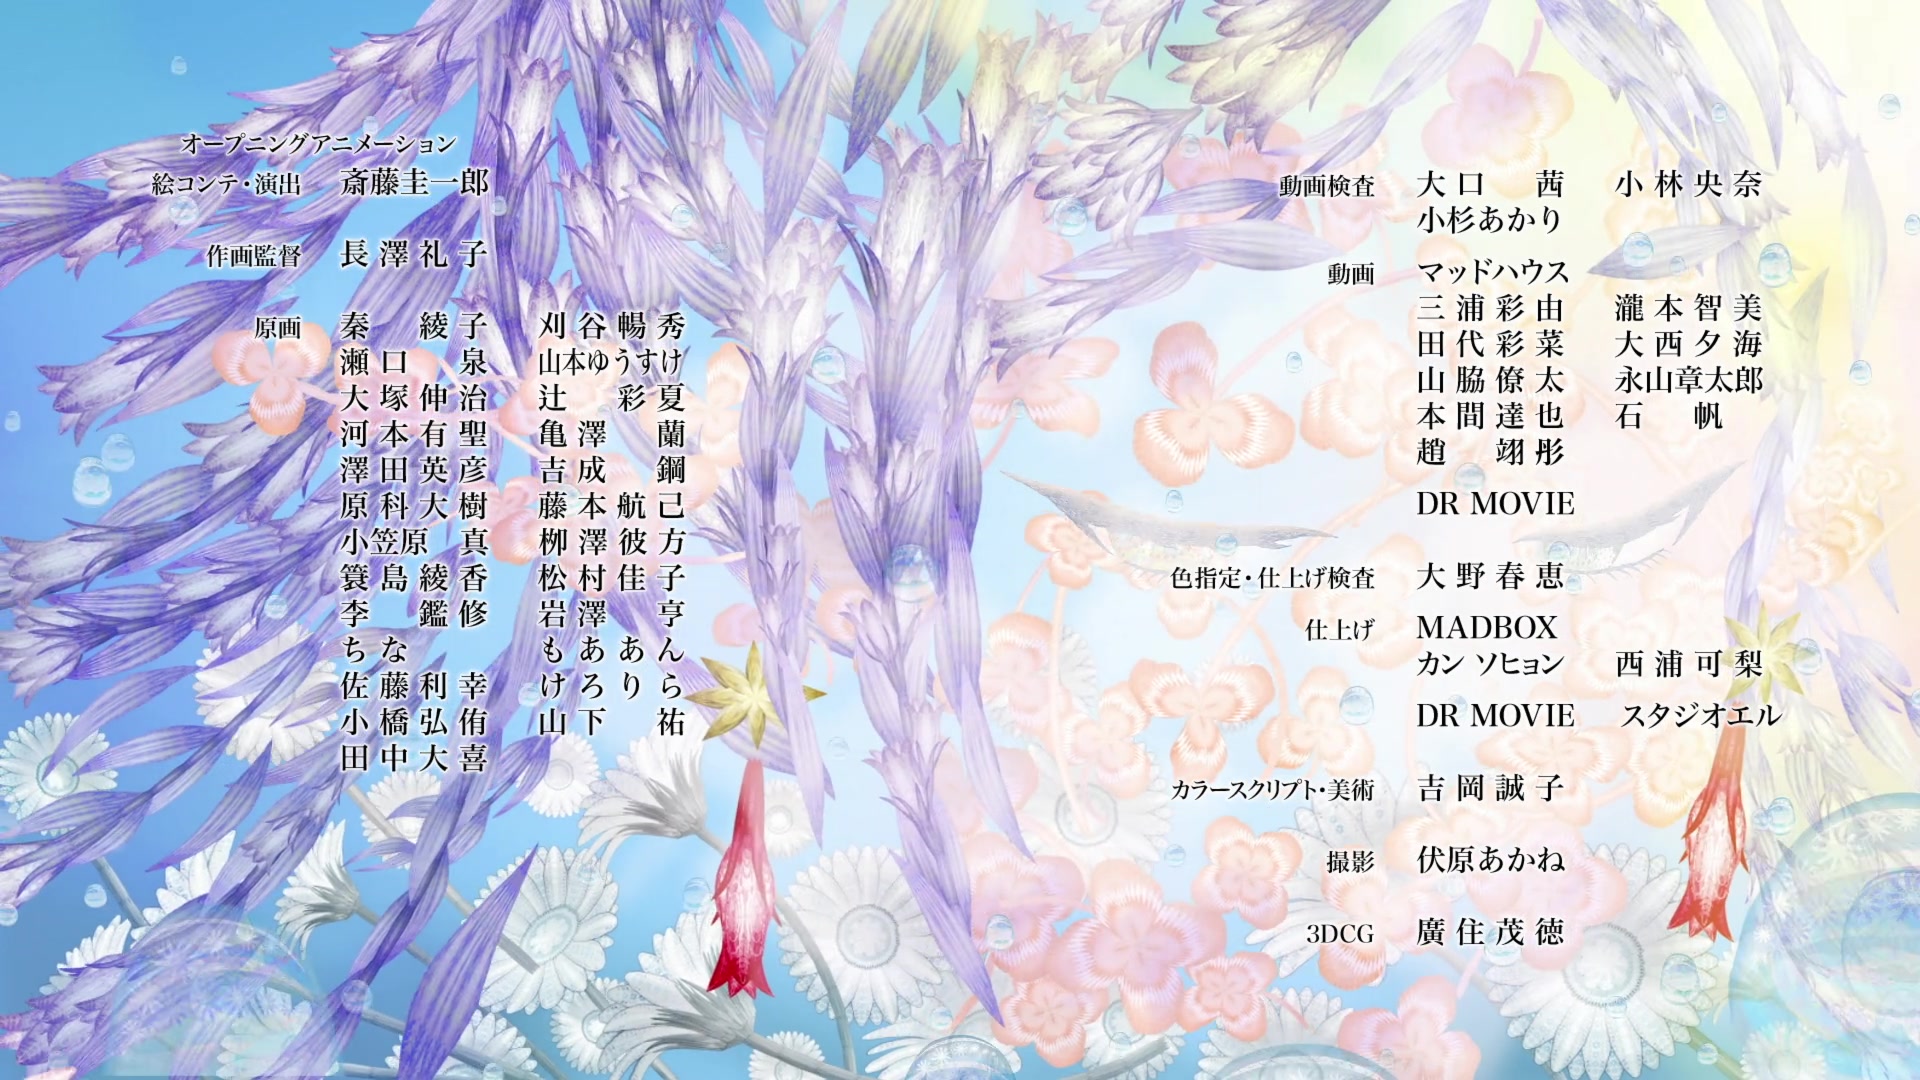 オープニングアニメーション
絵コンテ・演出 斎藤圭一郎
作画監督 長澤礼子
原画 秦 綾子 刈谷暢秀
瀬口 泉 山本ゆうすけ
大塚伸治 辻 彩夏
河本有聖 亀澤 蘭
澤田英彦 吉成 鋼
原科大樹 藤本航己
小笠原 真 栁澤彼方
簑島綾香 松村佳子
李 鑑修 岩澤 亨
ちな もああん
佐藤利幸 けろりら
小橋弘侑 山下 祐
田中大喜
動画検査 大口 茜 小林央奈
小杉あかり
動画 マッドハウス
三浦彩由 瀧本智美
田代彩菜 大西夕海
山脇僚太 永山章太郎
本間達也 石 帆
趙 翊彤
DR MOVIE
色指定・仕上げ検査 大野春恵
仕上げ MADBOX
カン ソヒョン 西浦可梨
DR MOVIE スタジオエル
カラースクリプト・美術 吉岡誠子
撮影 伏原あかね
3DCG 廣住茂徳